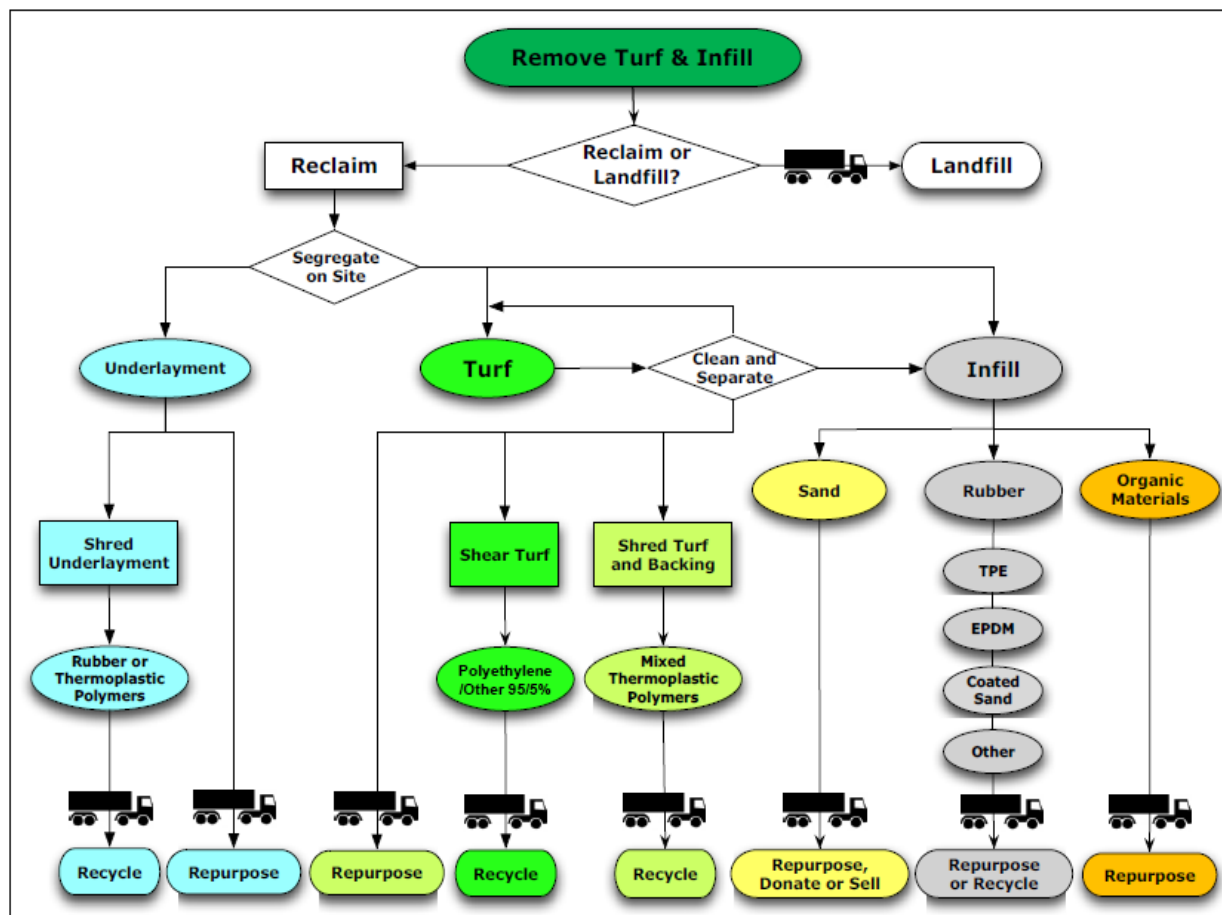 Remove Turf & Infill
Reclaim
Reclaim or
Landfill?
Landfill
Segregate
on Site
Underlayment
Turf
Clean and
Separate
Infill
Sand
Rubber
Organic
Materials
Shred
Underlayment
Shear Turf
Shred Turf
and Backing
TPE
EPDM
Rubber or
Thermoplastic
Polymers
Polyethylene
/Other 95/5%
Mixed
Thermoplastic
Polymers
Coated
Sand
Other
Recycle
Repurpose
Repurpose
Recycle
Recycle
Repurpose,
Donate or Sell
Repurpose
or Recycle
Repurpose